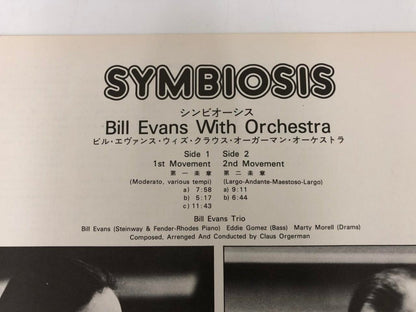 SYMBIOSIS
シンビオーシス
Bill Evans With Orchestra
ビル・エヴァンス・ウィズ・クラウス・オーガーマン・オーケストラ
Side 1 Side 2
1st Movement 2nd Movement
第一楽章 第二楽章
(Moderato, various tempi) (Largo-Andante-Maestoso-Largo)
a) 7:58 a) 9:11
b) 5:17 b) 6:44
c) 11:43
Bill Evans Trio
Bill Evans (Steinway & Fender-Rhodes Piano) Eddie Gomez (Bass) Marty Morell (Drams)
Composed, Arranged And Conducted by Claus Orgerman